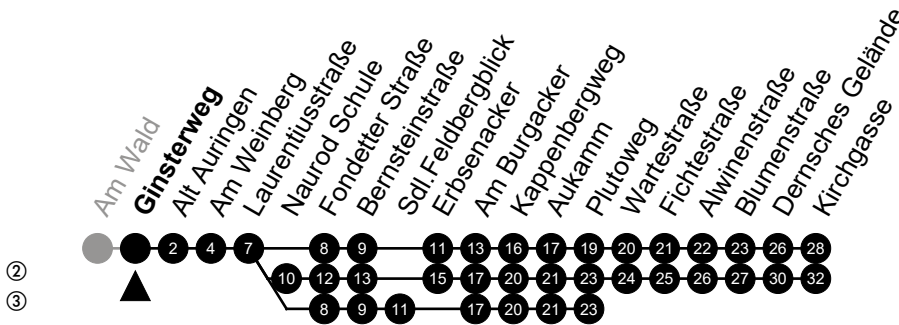 Am Wald
Ginsterweg
Alt Auringen
Am Weinberg
Laurentiusstraße
Naurod Schule
Fondetter Straße
Bernsteinstraße
Sdl.Feldbergblick
Erbsenacker
Am Burgacker
Kappenbergweg
Aukamm
Plutoweg
Wartestraße
Fichtestraße
Alwinenstraße
Blumenstraße
Dernsches Gelände
Kirchgasse
2 4 7 8 9 11 13 16 17 19 20 21 22 23 26 28
② 10 12 13 15 17 20 21 23 24 25 26 27 30 32
③ 8 9 11 17 20 21 23